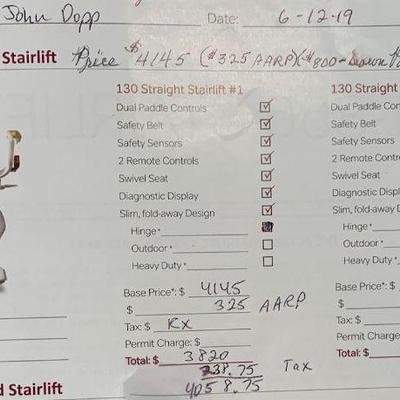 John Dopp Date: 6-12-19
Stairlift Price $4145 ($325 AARP) ($800-Down
130 Straight Stairlift #1 130 Straight
Dual Paddle Controls ☑ Dual Paddle Con
Safety Belt ☑ Safety Belt
Safety Sensors ☑ Safety Sensors
2 Remote Controls ☑ 2 Remote Contro
Swivel Seat ☑ Swivel Seat
Diagnostic Display ☑ Diagnostic Displ
Slim, fold-away Design ☑ Slim, fold-away D
Hinge* Hinge*
Outdoor* ☐ Outdoor*
Heavy Duty* ☐ Heavy Duty*
Base Price*: $ 4145 Base Price*: $
$ 325 AARP $
Tax: $ RX Tax: $
Permit Charge: $ Permit Charge: $
Total: $ 3820 Total: $
238.75 Tax
d Stairlift 4058.75